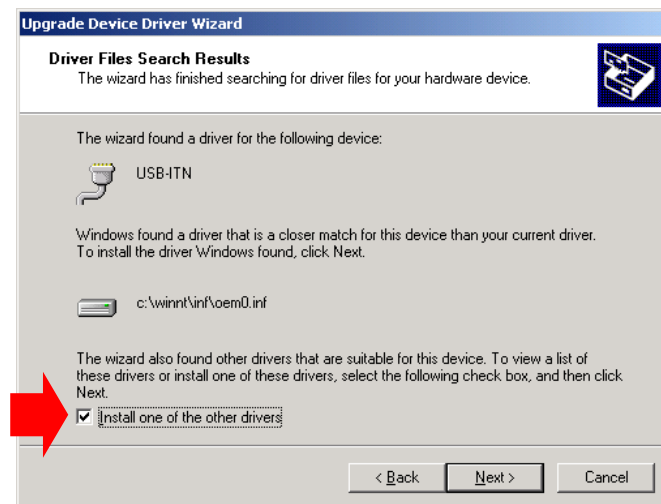 Upgrade Device Driver Wizard
Driver Files Search Results
The wizard has finished searching for driver files for your hardware device.
The wizard found a driver for the following device:
USB-ITN
Windows found a driver that is a closer match for this device than your current driver.
To install the driver Windows found, click Next.
c:\winnt\inf\oem0.inf
The wizard also found other drivers that are suitable for this device. To view a list of
these drivers or install one of these drivers, select the following check box, and then click
Next.
Install one of the other drivers
< Back Next > Cancel